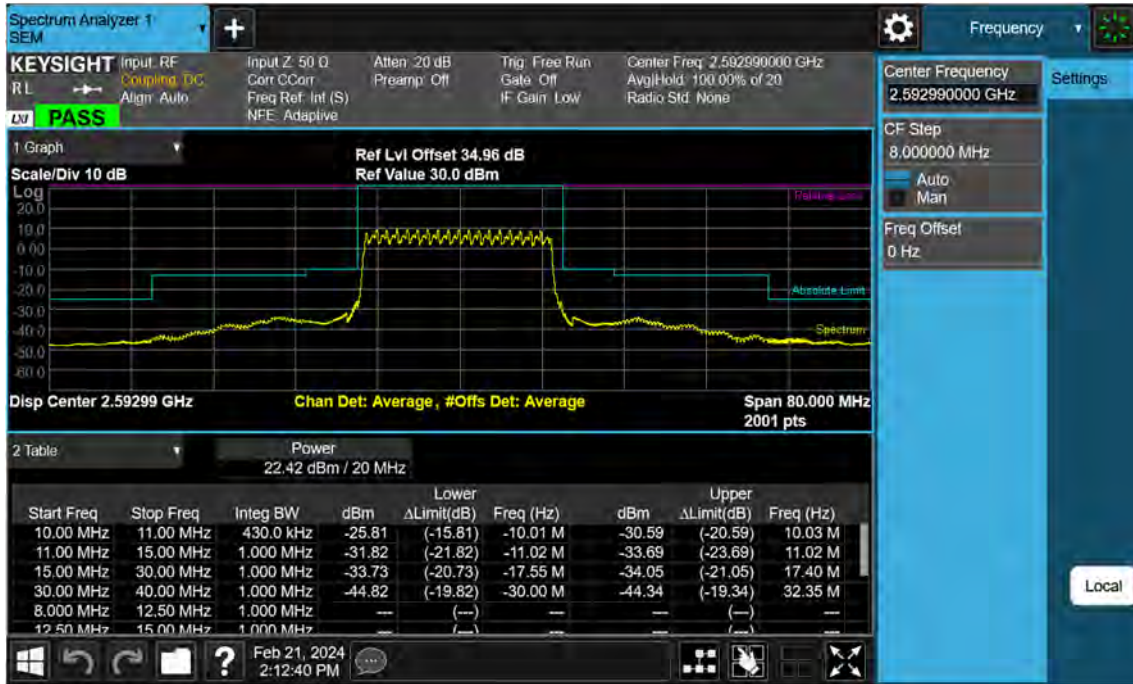 Spectrum Analyzer 1
SEM
+
Frequency
KEYSIGHT
RL
LXI
PASS
Input: RF
Coupling: DC
Align: Auto
Input Z: 50 Ω
Corr CCorr
Freq Ref: Int (S)
NFE: Adaptive
Atten: 20 dB
Preamp: Off
Trig: Free Run
Gate: Off
IF Gain: Low
Center Freq: 2.592990000 GHz
Avg|Hold: 100.00% of 20
Radio Std: None
Center Frequency
2.592990000 GHz
Settings
CF Step
8.000000 MHz
Auto
Man
Freq Offset
0 Hz
Local
1 Graph
Scale/Div 10 dB
Ref Lvl Offset 34.96 dB
Ref Value 30.0 dBm
Log
20.0
10.0
0.00
-10.0
-20.0
-30.0
-40.0
-50.0
-60.0
Absolute Limit
Spectrum
Disp Center 2.59299 GHz
Chan Det: Average, #Offs Det: Average
Span 80.000 MHz
2001 pts
2 Table
Power
22.42 dBm / 20 MHz
Lower Upper
Start Freq Stop Freq Integ BW dBm ΔLimit(dB) Freq (Hz) dBm ΔLimit(dB) Freq (Hz)
10.00 MHz 11.00 MHz 430.0 kHz -25.81 (-15.81) -10.01 M -30.59 (-20.59) 10.03 M
11.00 MHz 15.00 MHz 1.000 MHz -31.82 (-21.82) -11.02 M -33.69 (-23.69) 11.02 M
15.00 MHz 30.00 MHz 1.000 MHz -33.73 (-20.73) -17.55 M -34.05 (-21.05) 17.40 M
30.00 MHz 40.00 MHz 1.000 MHz -44.82 (-19.82) -30.00 M -44.34 (-19.34) 32.35 M
8.000 MHz 12.50 MHz 1.000 MHz --- (---) --- --- (---) ---
12.50 MHz 15.00 MHz 1.000 MHz --- (---) --- --- (---) ---
?
Feb 21, 2024
2:12:40 PM